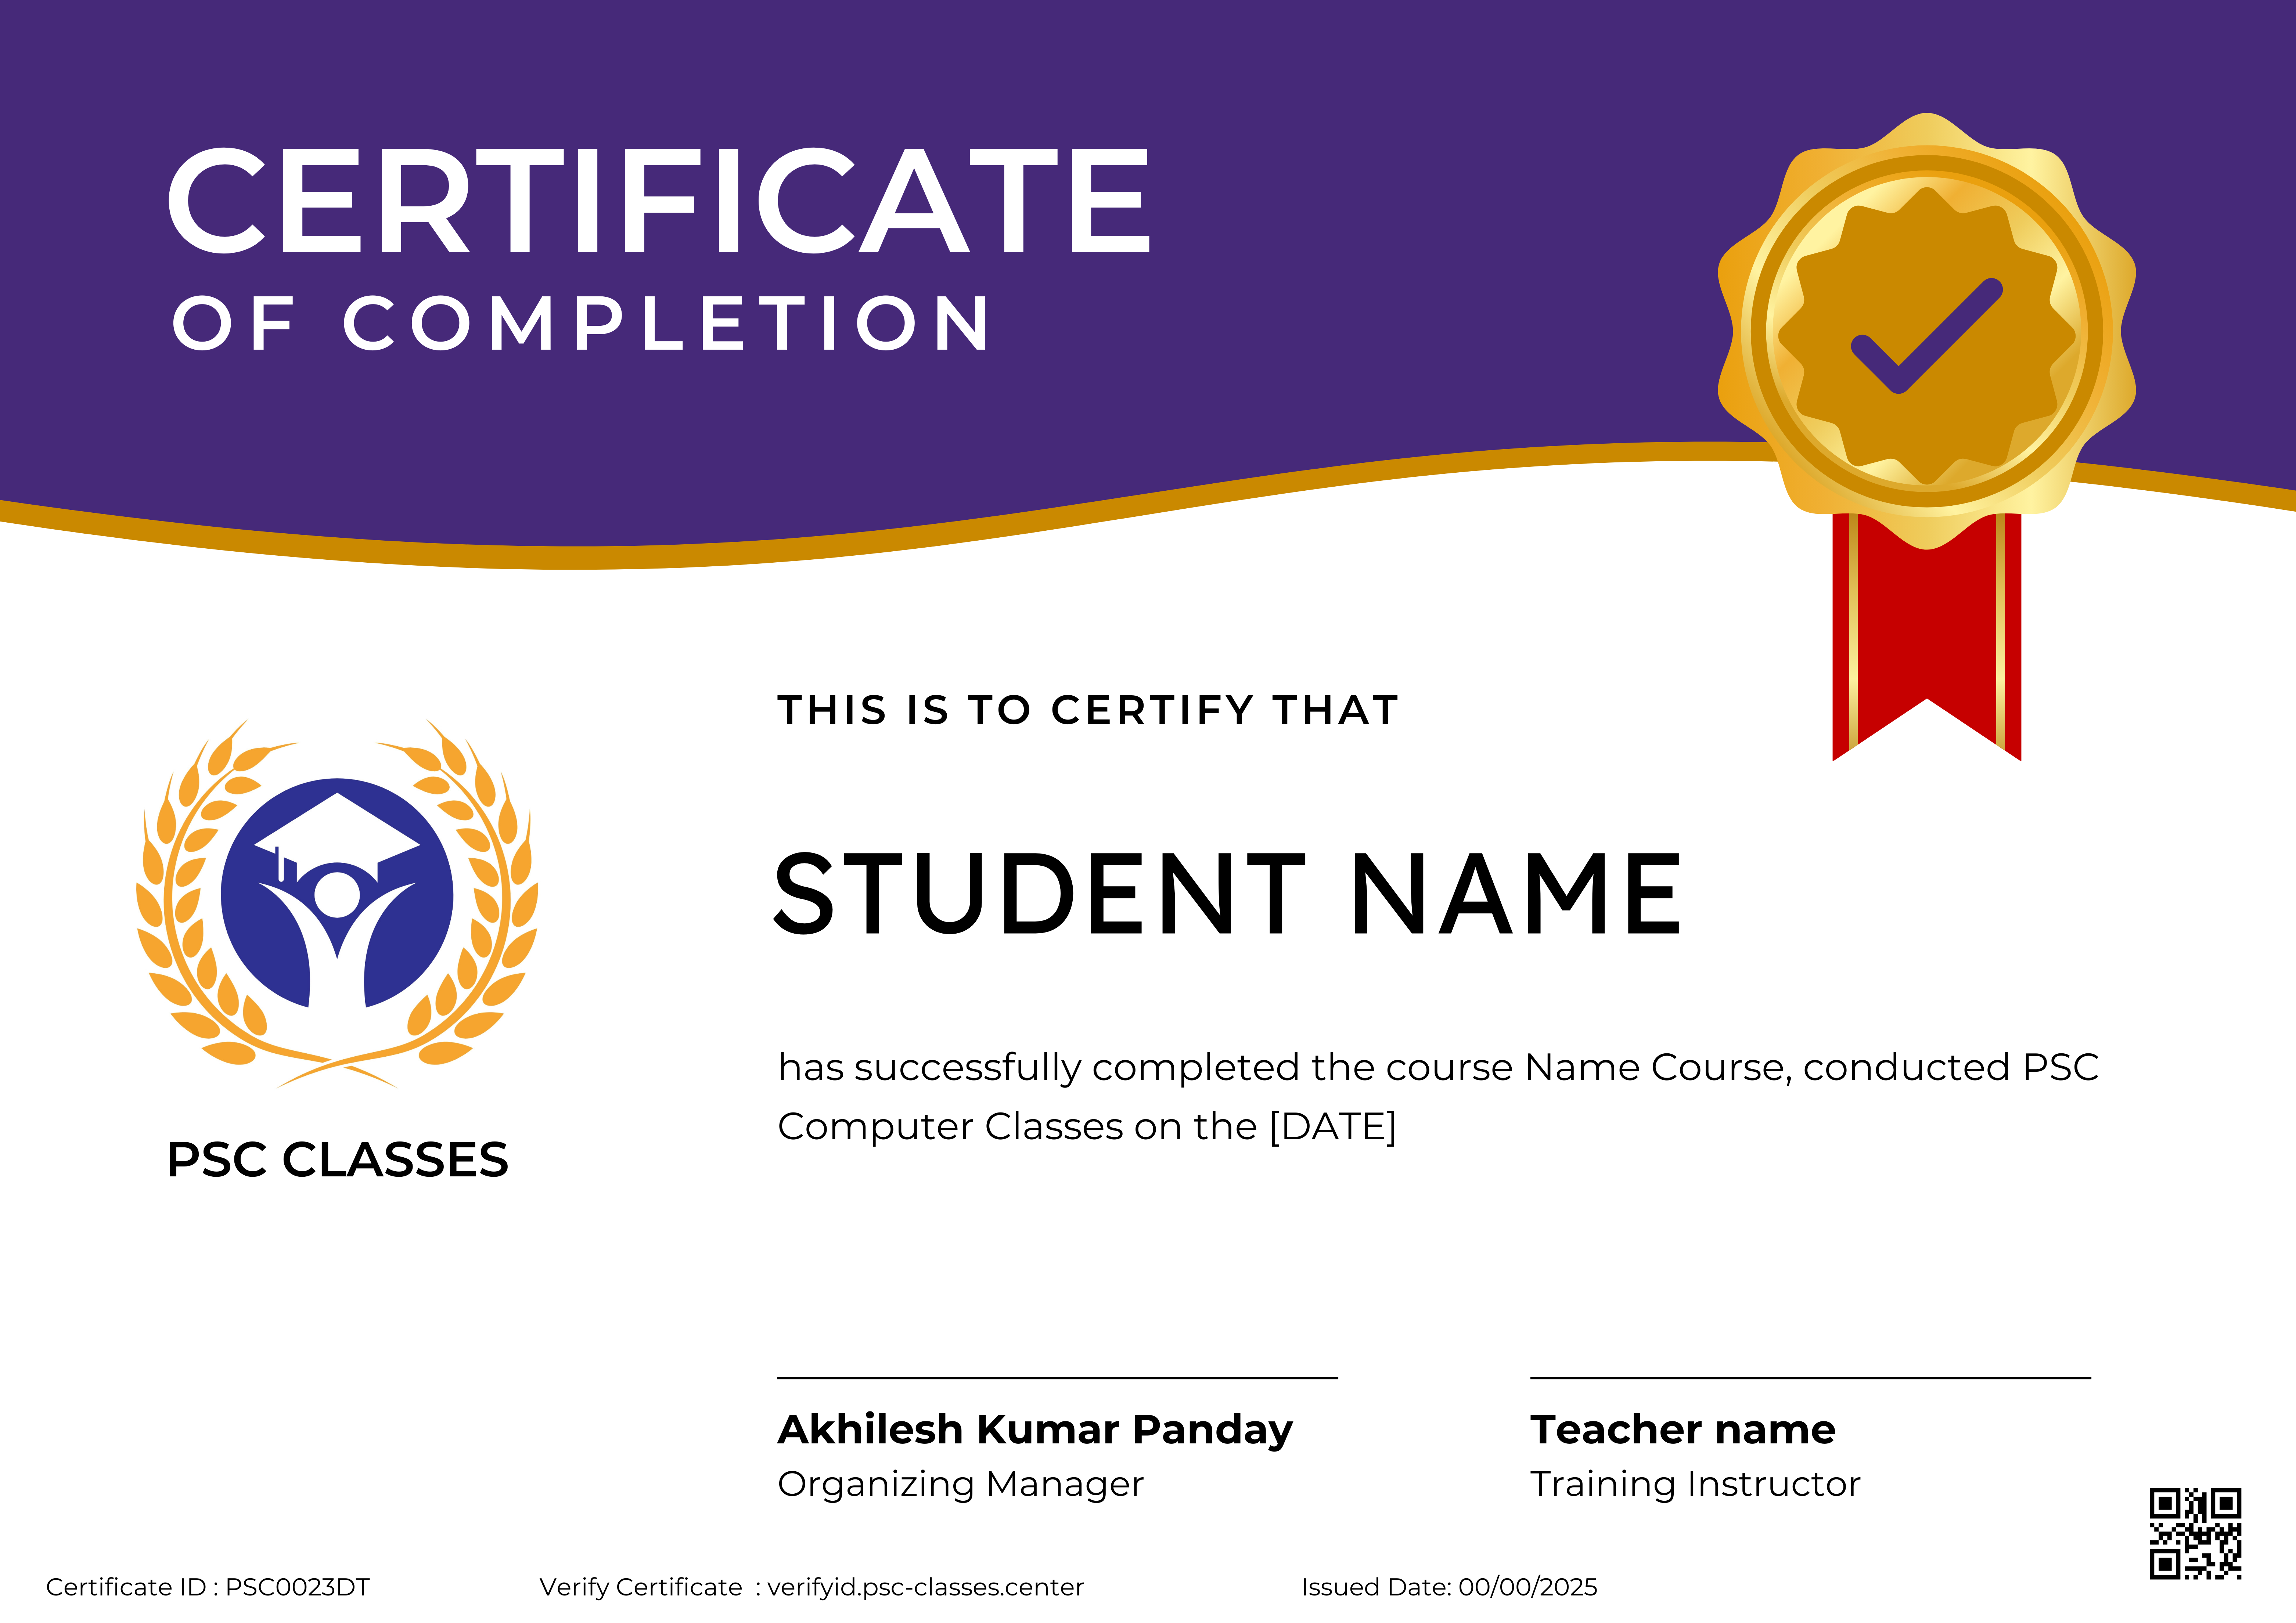 CERTIFICATE
OF COMPLETION
THIS IS TO CERTIFY THAT
STUDENT NAME
has successfully completed the course Name Course, conducted PSC
Computer Classes on the [DATE]
PSC CLASSES
Akhilesh Kumar Panday
Organizing Manager
Teacher name
Training Instructor
Certificate ID : PSC0023DT
Verify Certificate : verifyid.psc-classes.center
Issued Date: 00/00/2025